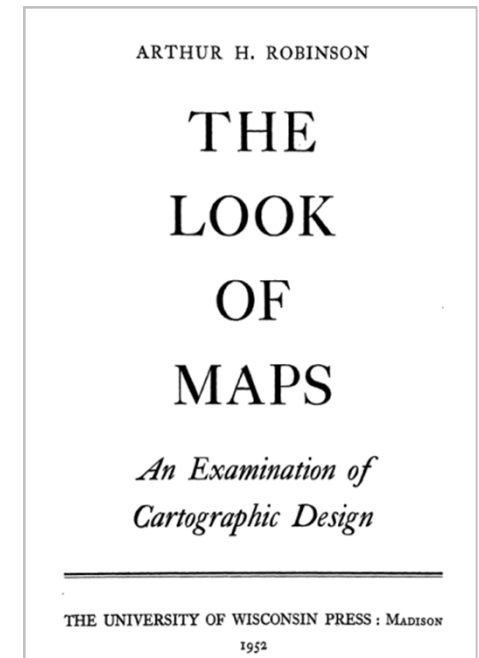 ARTHUR H. ROBINSON
THE
LOOK
OF
MAPS
An Examination of
Cartographic Design
THE UNIVERSITY OF WISCONSIN PRESS : MADISON
1952